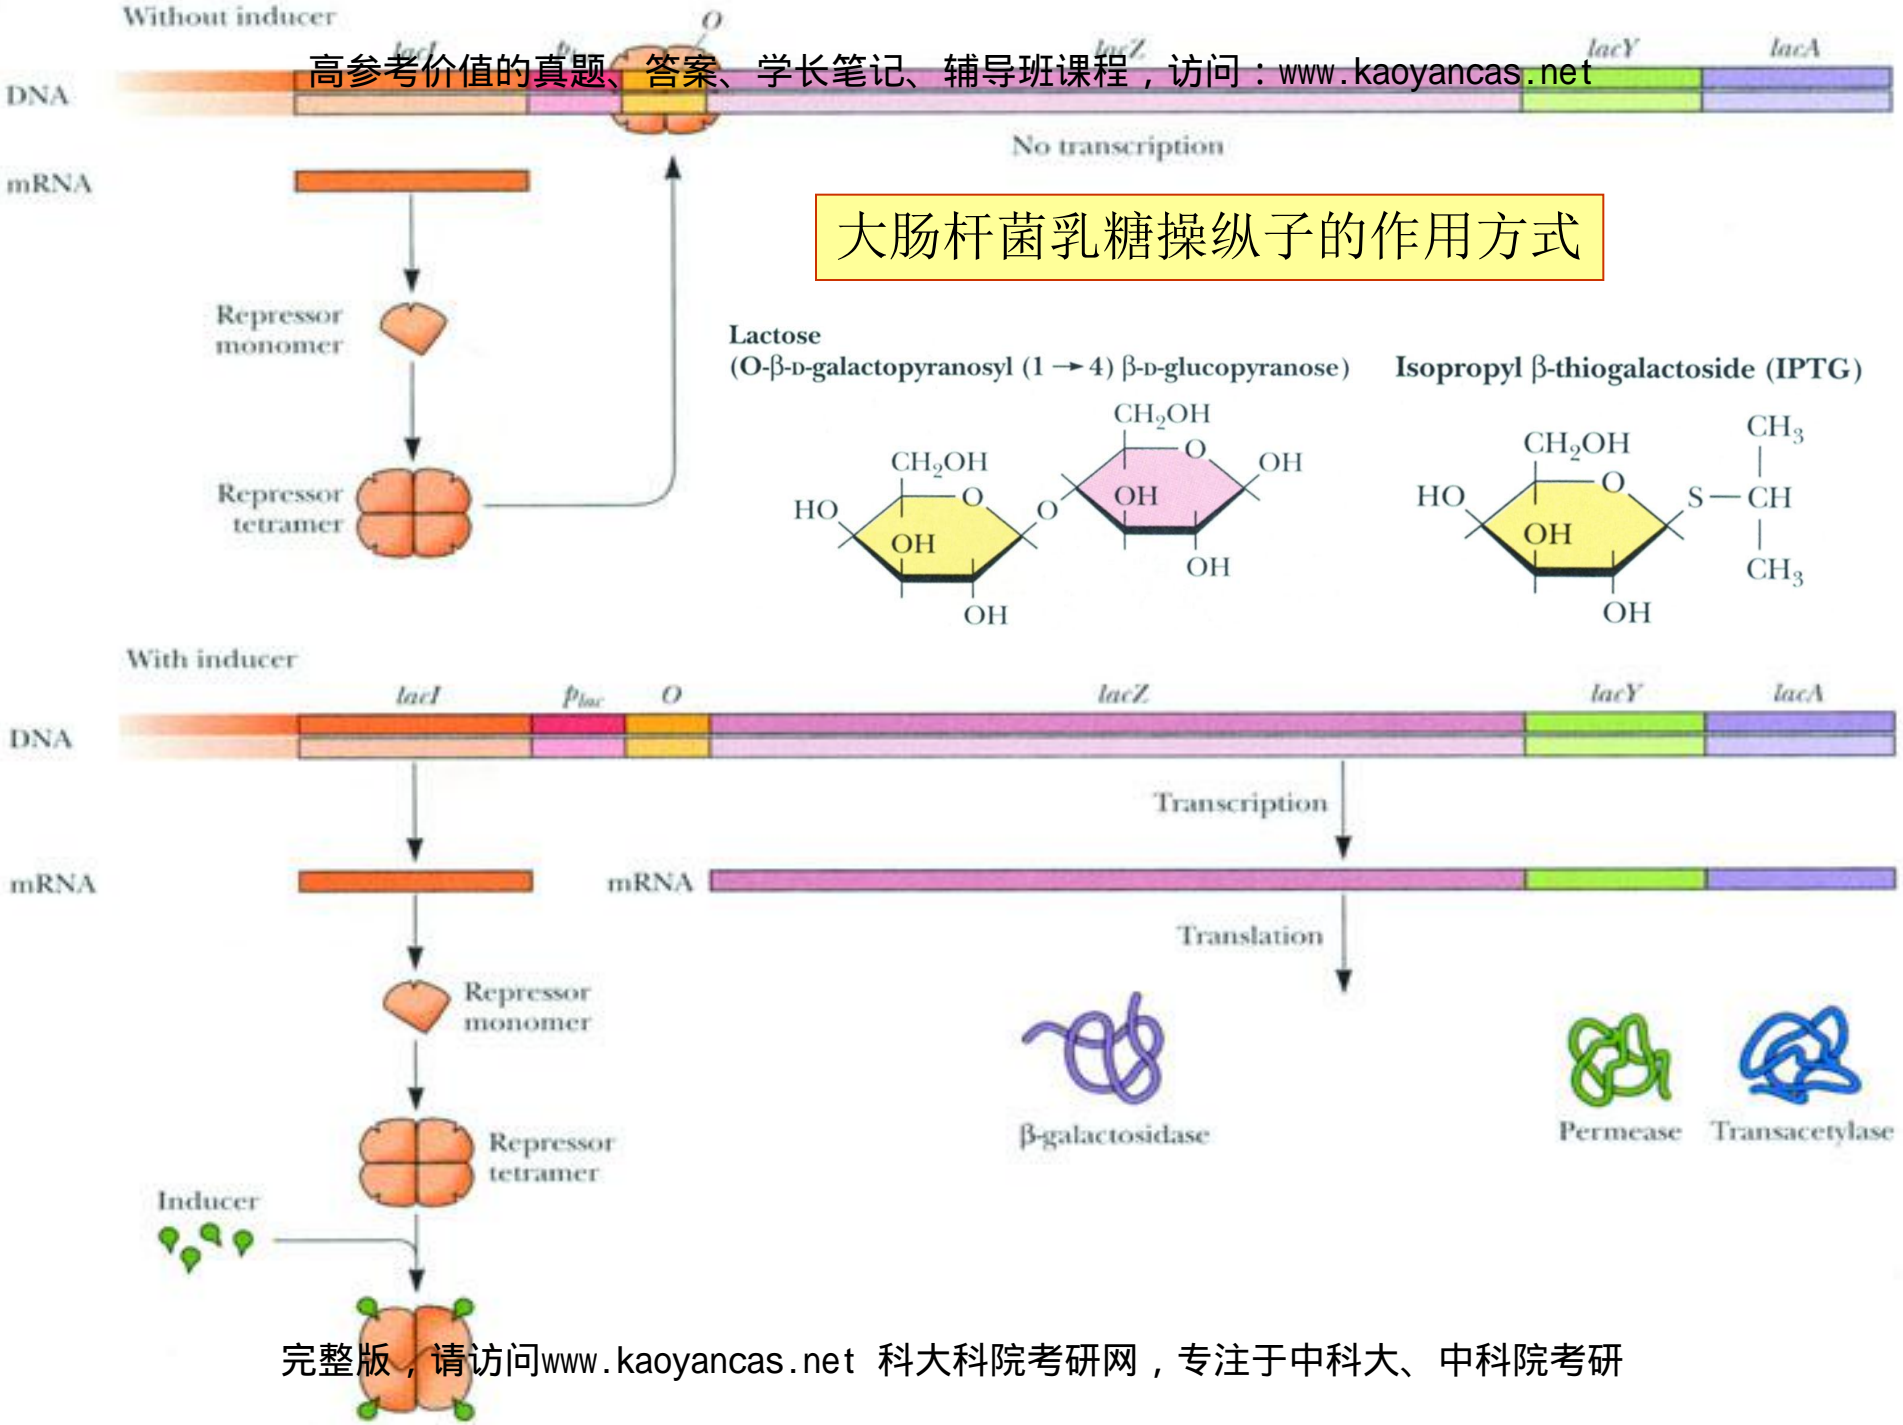 Without inducer
O
lacI
lacZ
lacY
lacA
高参考价值的真题、答案、学长笔记、辅导班课程，访问：www.kaoyancas.net
DNA
No transcription
mRNA
大肠杆菌乳糖操纵子的作用方式
Repressor
monomer
Lactose
(O-β-D-galactopyranosyl (1 → 4) β-D-glucopyranose)
Isopropyl β-thiogalactoside (IPTG)
CH₂OH
O
OH
OH
OH
CH₂OH
O
HO
OH
OH
O
CH₂OH
O
HO
OH
OH
S — CH
CH₃
CH₃
Repressor
tetramer
With inducer
lacI
plac
O
lacZ
lacY
lacA
DNA
Transcription
mRNA
mRNA
Translation
Repressor
monomer
β-galactosidase
Permease
Transacetylase
Repressor
tetramer
Inducer
完整版，请访问www.kaoyancas.net 科大科院考研网，专注于中科大、中科院考研